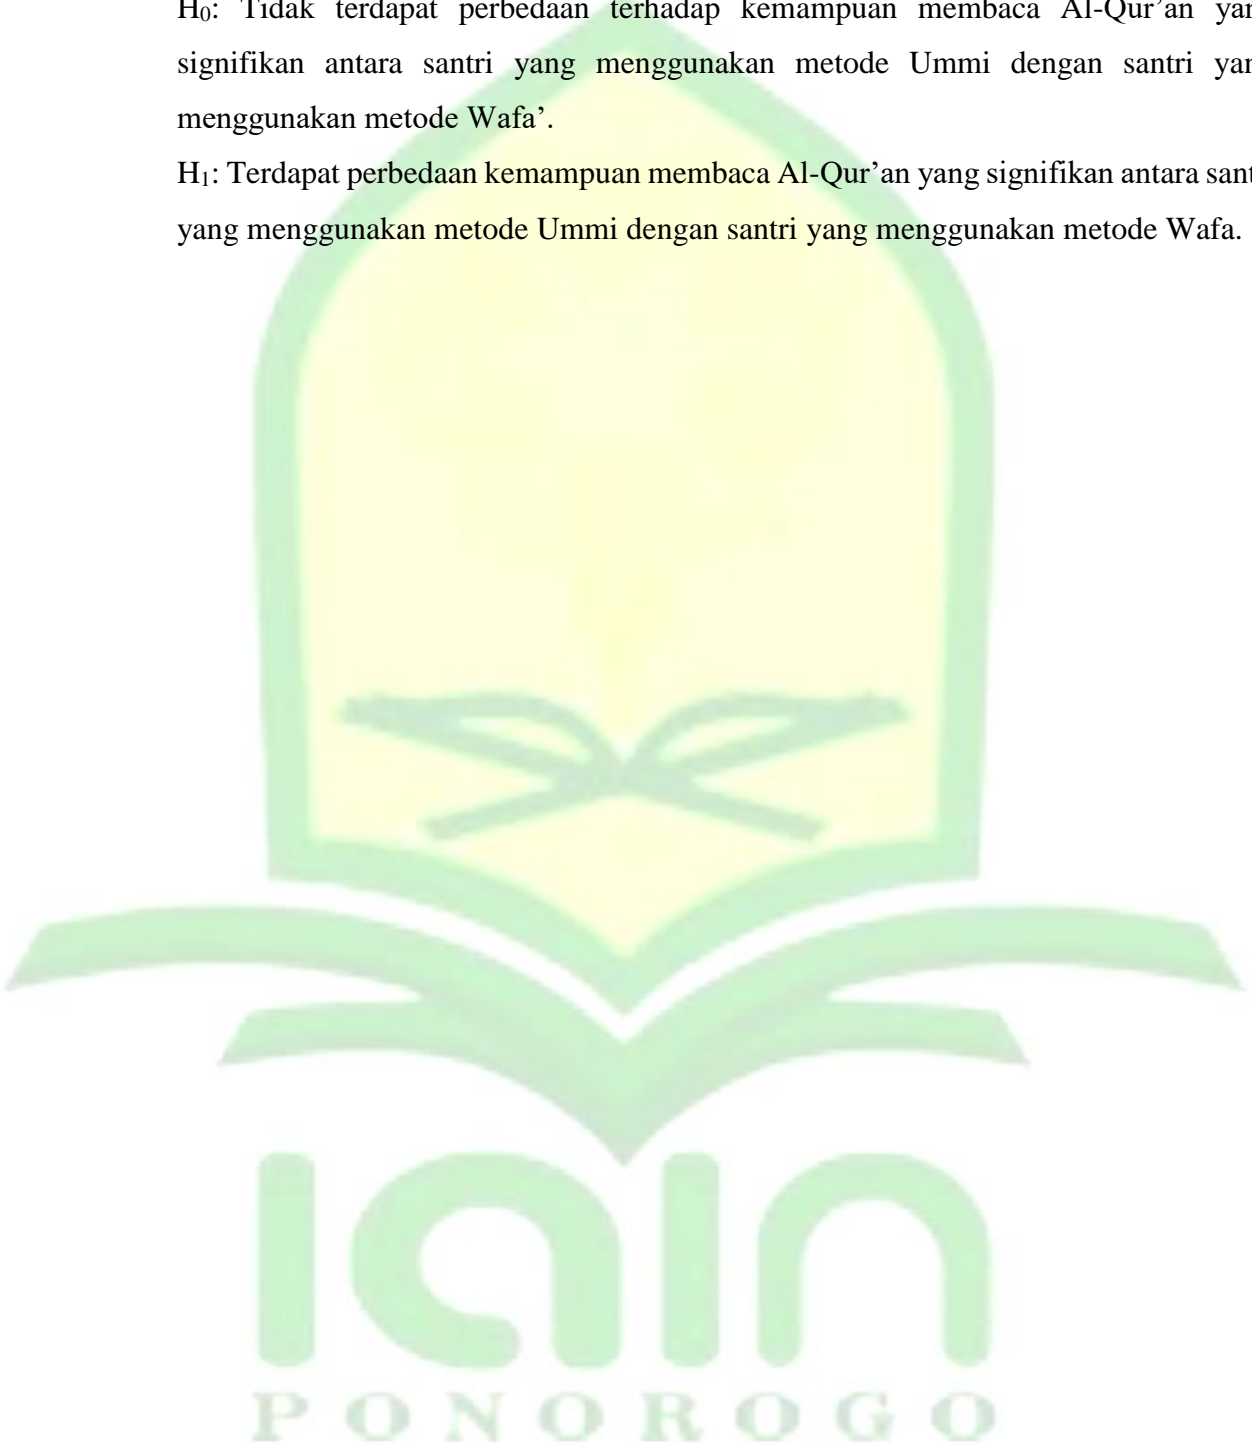 H₀: Tidak terdapat perbedaan terhadap kemampuan membaca Al-Qur’an yan
signifikan antara santri yang menggunakan metode Ummi dengan santri yan
menggunakan metode Wafa’.
H₁: Terdapat perbedaan kemampuan membaca Al-Qur’an yang signifikan antara sant
yang menggunakan metode Ummi dengan santri yang menggunakan metode Wafa.
iain
PONOROGO